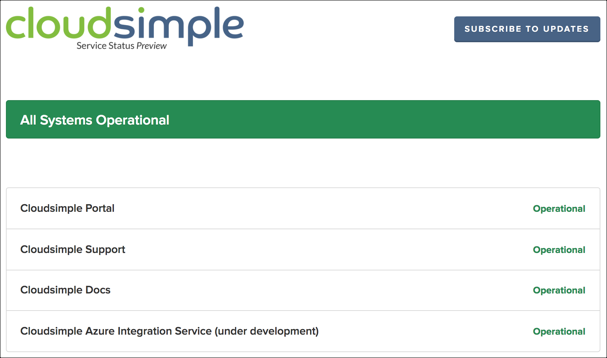 cloudsimple
Service Status Preview
SUBSCRIBE TO UPDATES
All Systems Operational
Cloudsimple Portal Operational
Cloudsimple Support Operational
Cloudsimple Docs Operational
Cloudsimple Azure Integration Service (under development) Operational